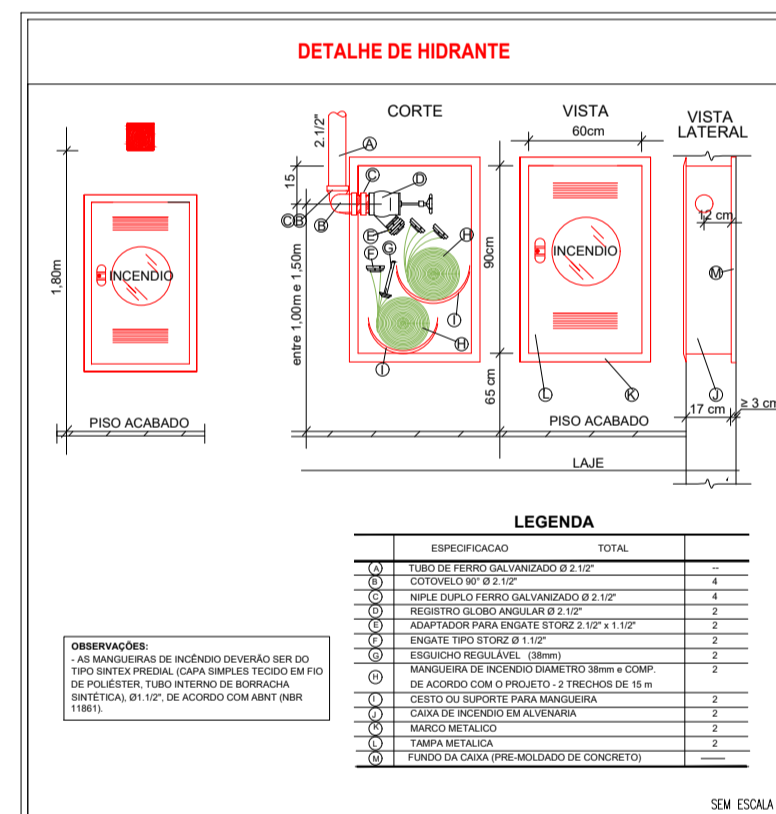 DETALHE DE HIDRANTE
CORTE
VISTA
VISTA
LATERAL
2.1/2"
60cm
A
C
D
15
B
C
B
E
F
G
H
I
H
I
1,80m
INCENDIO
entre 1,00m e 1,50m
90cm
INCENDIO
12 cm
M
65 cm
L
K
J
17 cm
≥ 3 cm
PISO ACABADO
PISO ACABADO
LAJE
LEGENDA
ESPECIFICACAO TOTAL
A TUBO DE FERRO GALVANIZADO Ø 2.1/2" --
B COTOVELO 90° Ø 2.1/2" 4
C NIPLE DUPLO FERRO GALVANIZADO Ø 2.1/2" 4
D REGISTRO GLOBO ANGULAR Ø 2.1/2" 2
E ADAPTADOR PARA ENGATE STORZ 2.1/2" x 1.1/2" 2
F ENGATE TIPO STORZ Ø 1.1/2" 2
G ESGUICHO REGULÁVEL (38mm) 2
H MANGUEIRA DE INCENDIO DIAMETRO 38mm e COMP. 2
DE ACORDO COM O PROJETO - 2 TRECHOS DE 15 m
I CESTO OU SUPORTE PARA MANGUEIRA 2
J CAIXA DE INCENDIO EM ALVENARIA 2
K MARCO METALICO 2
L TAMPA METALICA 2
M FUNDO DA CAIXA (PRE-MOLDADO DE CONCRETO) ——
OBSERVAÇÕES:
- AS MANGUEIRAS DE INCÊNDIO DEVERÃO SER DO
TIPO SINTEX PREDIAL (CAPA SIMPLES TECIDO EM FIO
DE POLIÉSTER, TUBO INTERNO DE BORRACHA
SINTÉTICA), Ø1.1/2", DE ACORDO COM ABNT (NBR
11861).
SEM ESCALA